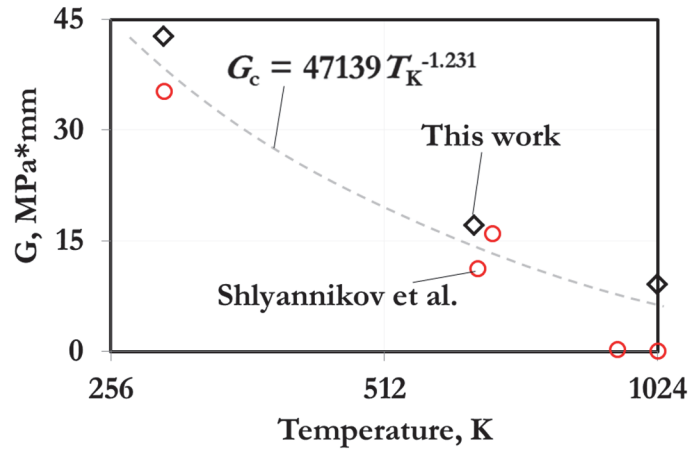 45
G_c = 47139 T_K^-1.231
30
This work
G, MPa*mm
15
Shlyannikov et al.
0
256
512
1024
Temperature, K